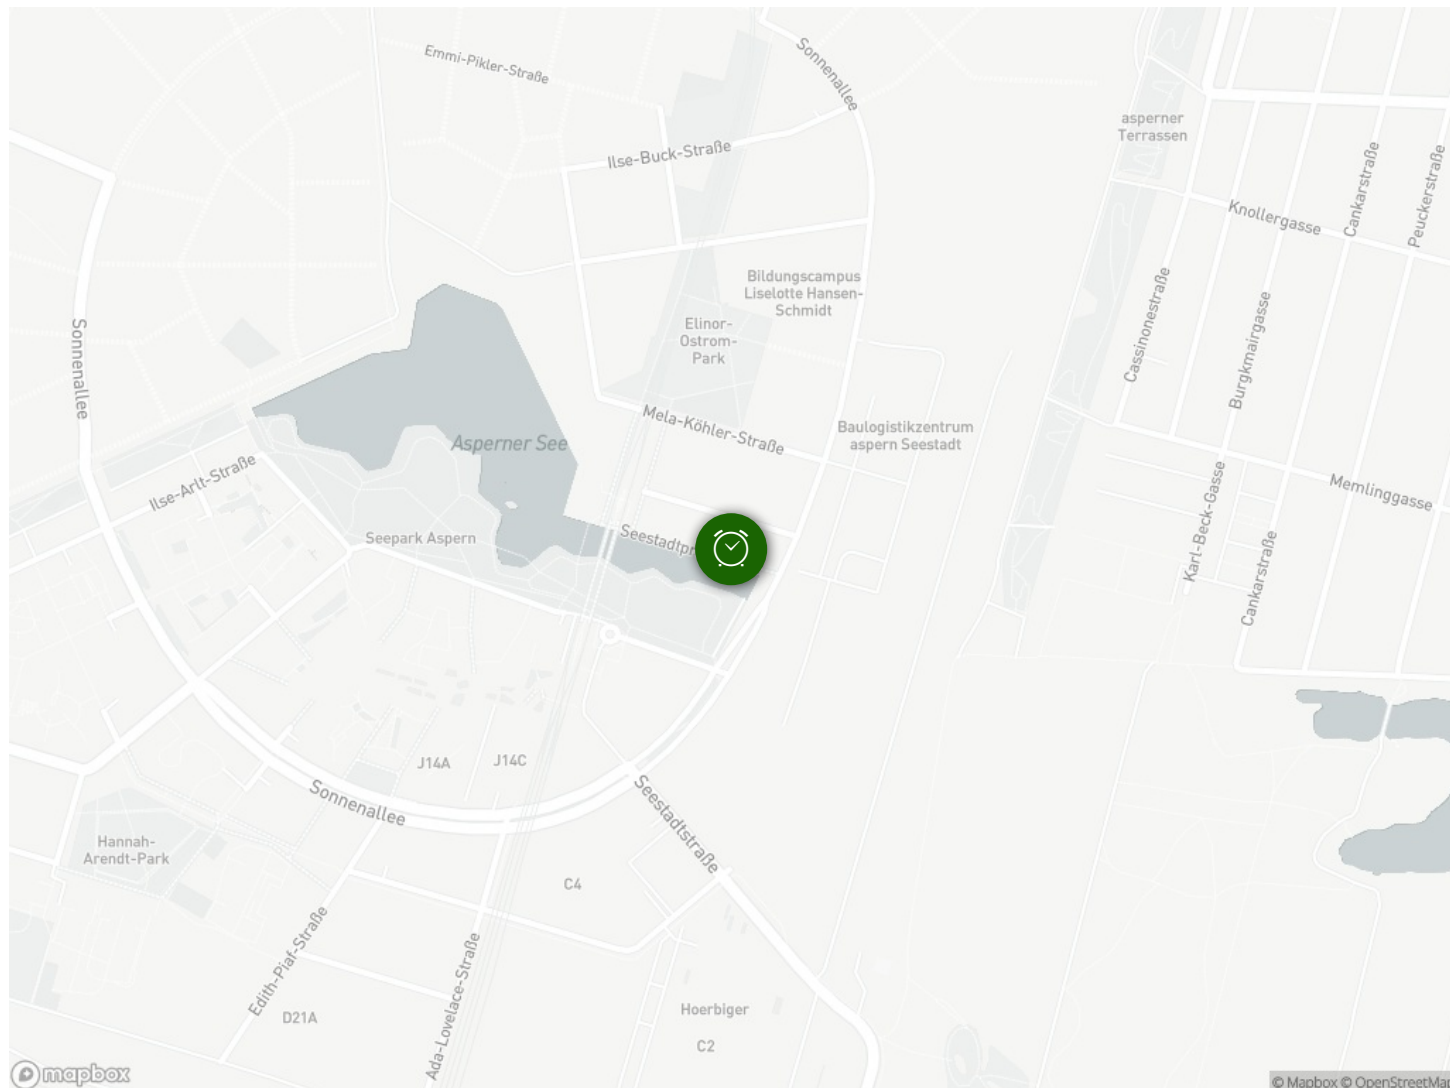 Emmi-Pikler-Straße
Sonnenallee
asperner
Terrassen
Ilse-Buck-Straße
Cankarstraße
Peuckerstraße
Knollergasse
Bildungscampus
Liselotte Hansen-
Schmidt
Cassinonestraße
Burgkmairgasse
Elinor-
Ostrom-
Park
Sonnenallee
Mela-Köhler-Straße
Baulogistikzentrum
aspern Seestadt
Asperner See
Ilse-Arlt-Straße
Memlinggasse
Karl-Beck-Gasse
Seepark Aspern
Cankarstraße
J14A
J14C
Sonnenallee
Seestadtstraße
Hannah-
Arendt-Park
C4
Edith-Piaf-Straße
Ada-Lovelace-Straße
Hoerbiger
D21A
C2
mapbox
© Mapbox © OpenStreetMap